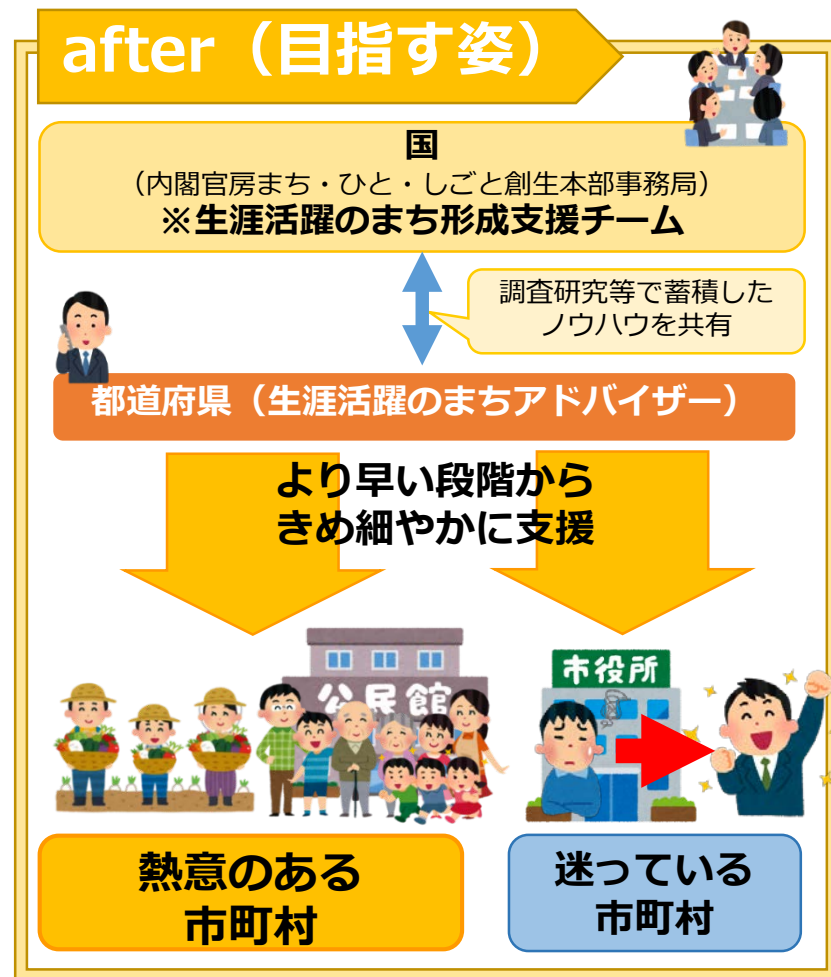 after（目指す姿）
国
（内閣官房まち・ひと・しごと創生本部事務局）
※生涯活躍のまち形成支援チーム
調査研究等で蓄積した
ノウハウを共有
都道府県（生涯活躍のまちアドバイザー）
より早い段階から
きめ細やかに支援
公民館
市役所
熱意のある
市町村
迷っている
市町村